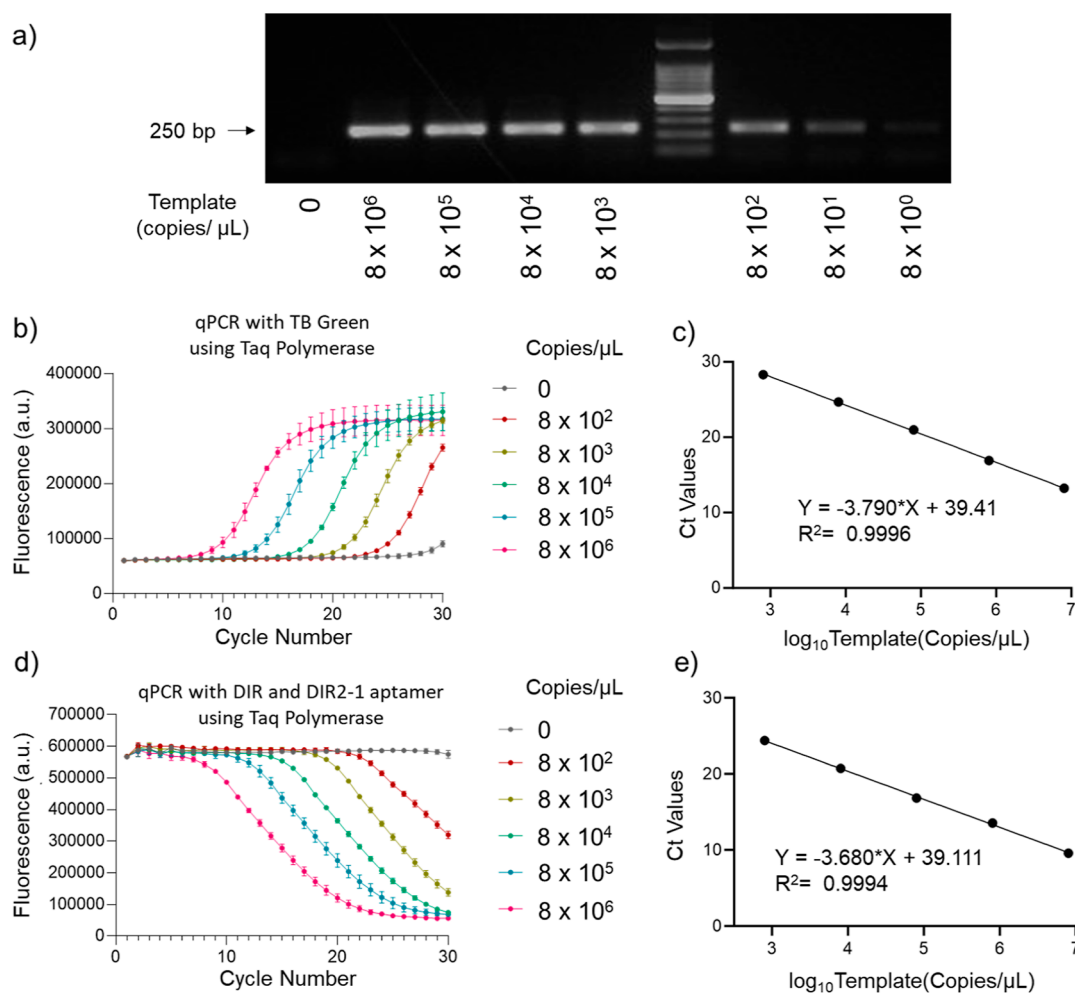 a)
250 bp
Template
(copies/ μL)
0
8 x 10⁶
8 x 10⁵
8 x 10⁴
8 x 10³
8 x 10²
8 x 10¹
8 x 10⁰
b)
qPCR with TB Green
using Taq Polymerase
Fluorescence (a.u.)
400000
300000
200000
100000
0
0 10 20 30
Cycle Number
Copies/μL
0
8 x 10²
8 x 10³
8 x 10⁴
8 x 10⁵
8 x 10⁶
c)
Ct Values
30
20
10
0
Y = -3.790*X + 39.41
R²= 0.9996
3 4 5 6 7
log₁₀Template(Copies/μL)
d)
qPCR with DIR and DIR2-1 aptamer
using Taq Polymerase
Fluorescence (a.u.)
700000
600000
500000
400000
300000
200000
100000
0
0 10 20 30
Cycle Number
Copies/μL
0
8 x 10²
8 x 10³
8 x 10⁴
8 x 10⁵
8 x 10⁶
e)
Ct Values
30
20
10
0
Y = -3.680*X + 39.111
R²= 0.9994
3 4 5 6 7
log₁₀Template(Copies/μL)